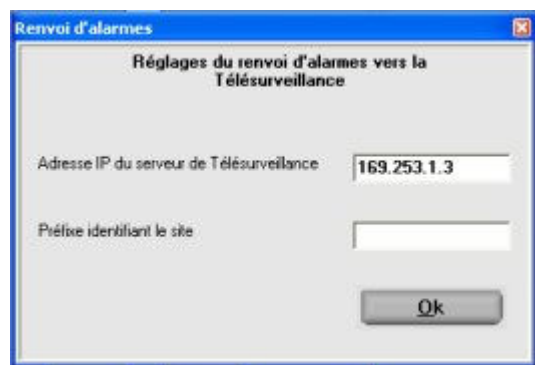 Renvoi d'alarmes
Réglages du renvoi d'alarmes vers la
Télésurveillance
Adresse IP du serveur de Télésurveillance
169.253.1.3
Préfixe identifiant le site
Ok